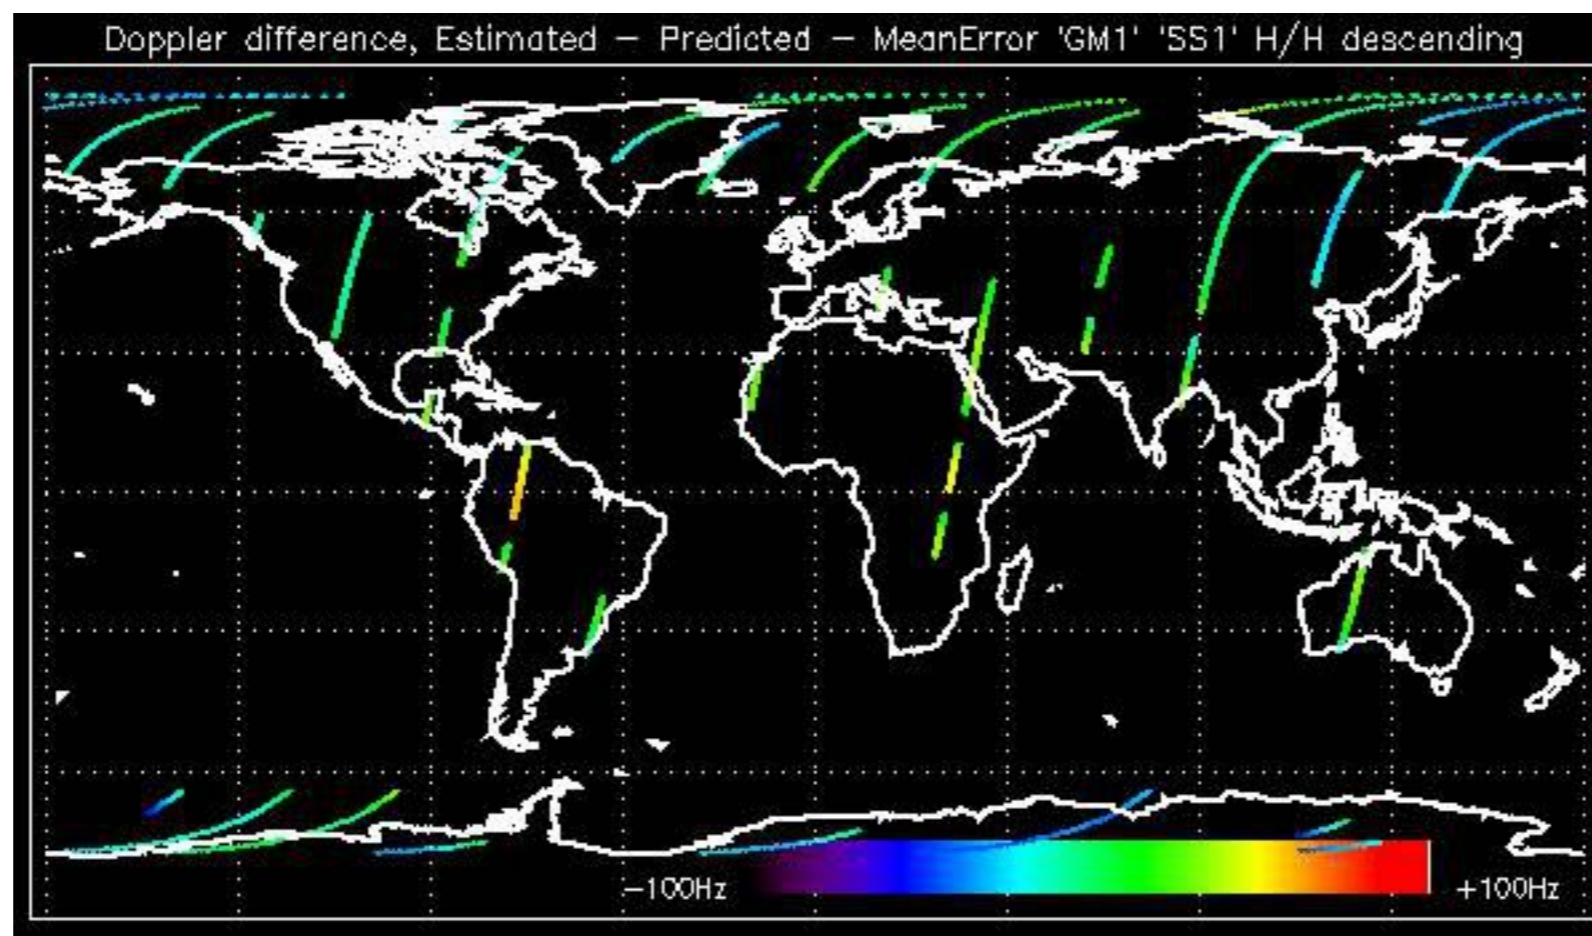 Doppler difference, Estimated – Predicted – MeanError 'GM1' 'SS1' H/H descending
–100Hz +100Hz